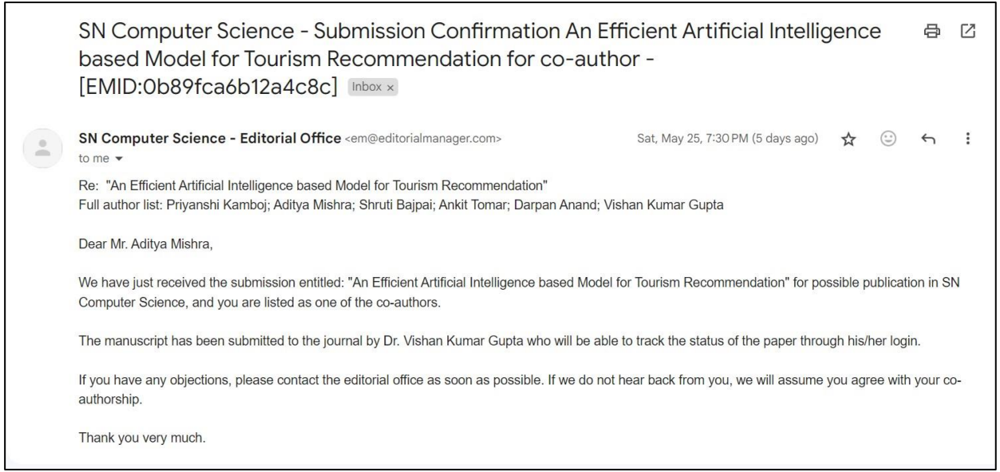 SN Computer Science - Submission Confirmation An Efficient Artificial Intelligence
based Model for Tourism Recommendation for co-author -
[EMID:0b89fca6b12a4c8c] Inbox ×
SN Computer Science - Editorial Office <em@editorialmanager.com> Sat, May 25, 7:30 PM (5 days ago)
to me
Re: "An Efficient Artificial Intelligence based Model for Tourism Recommendation"
Full author list: Priyanshi Kamboj; Aditya Mishra; Shruti Bajpai; Ankit Tomar; Darpan Anand; Vishan Kumar Gupta
Dear Mr. Aditya Mishra,
We have just received the submission entitled: "An Efficient Artificial Intelligence based Model for Tourism Recommendation" for possible publication in SN
Computer Science, and you are listed as one of the co-authors.
The manuscript has been submitted to the journal by Dr. Vishan Kumar Gupta who will be able to track the status of the paper through his/her login.
If you have any objections, please contact the editorial office as soon as possible. If we do not hear back from you, we will assume you agree with your co-
authorship.
Thank you very much.